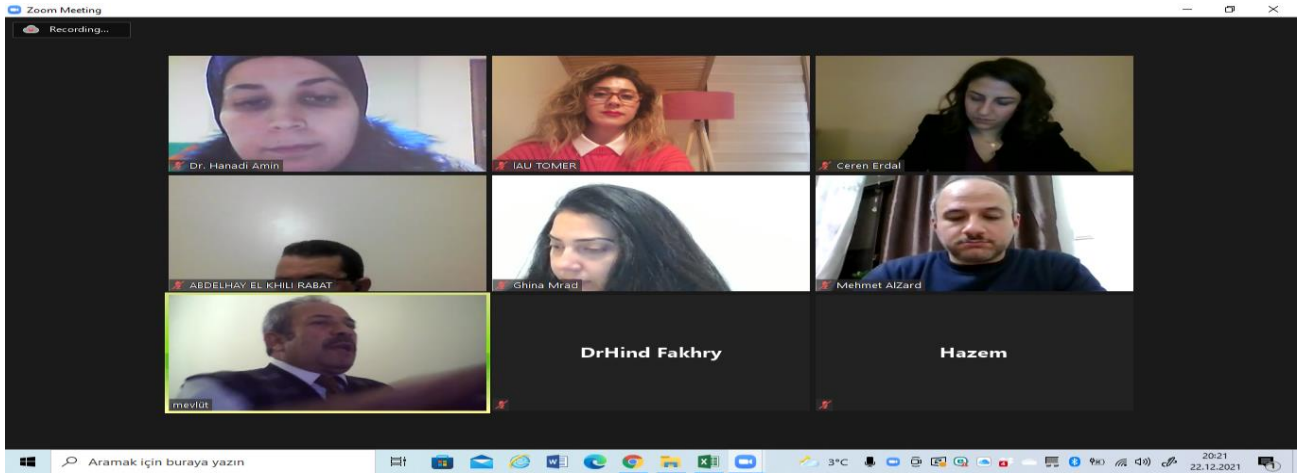 Zoom Meeting
Recording...
Dr. Hanadi Amin
IAU TOMER
Ceren Erdal
ABDELHAY EL KHILI RABAT
Ghina Mrad
Mehmet AlZard
mevlüt
DrHind Fakhry
Hazem
Aramak için buraya yazın
3°C
20:21
22.12.2021